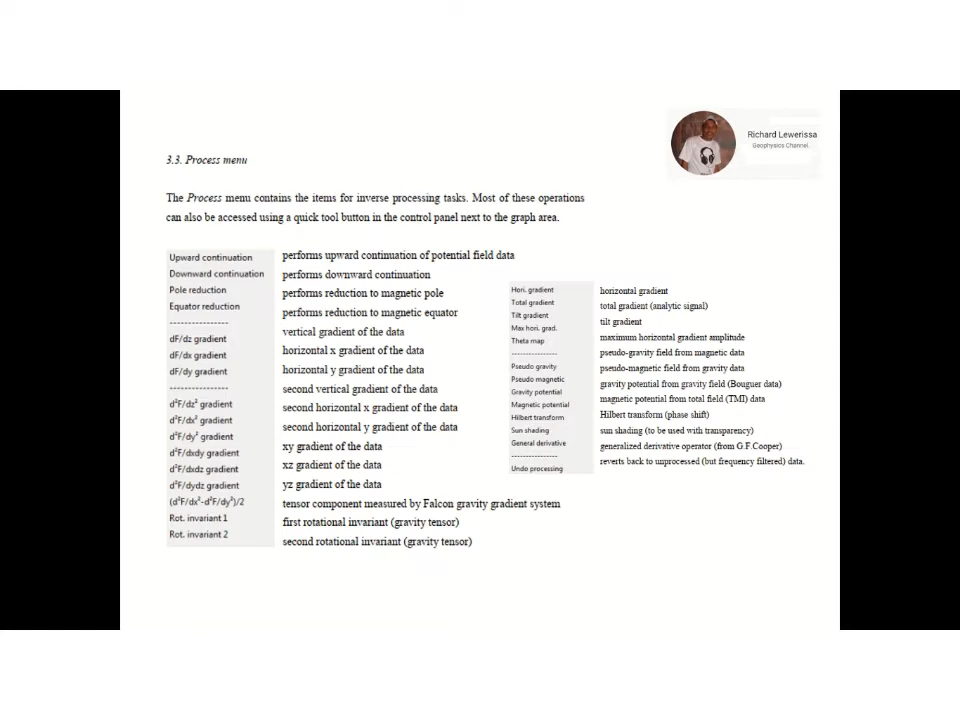 Richard Lewerissa
Geophysics Channel.
3.3. Process menu
The Process menu contains the items for inverse processing tasks. Most of these operations
can also be accessed using a quick tool button in the control panel next to the graph area.
Upward continuation performs upward continuation of potential field data
Downward continuation performs downward continuation
Pole reduction performs reduction to magnetic pole
Equator reduction performs reduction to magnetic equator
----------------
dF/dz gradient vertical gradient of the data
dF/dx gradient horizontal x gradient of the data
dF/dy gradient horizontal y gradient of the data
----------------
d²F/dz² gradient second vertical gradient of the data
d²F/dx² gradient second horizontal x gradient of the data
d²F/dy² gradient second horizontal y gradient of the data
d²F/dxdy gradient xy gradient of the data
d²F/dxdz gradient xz gradient of the data
d²F/dydz gradient yz gradient of the data
(d²F/dx²-d²F/dy²)/2 tensor component measured by Falcon gravity gradient system
Rot. invariant 1 first rotational invariant (gravity tensor)
Rot. invariant 2 second rotational invariant (gravity tensor)
Hori. gradient horizontal gradient
Total gradient total gradient (analytic signal)
Tilt gradient tilt gradient
Max hori. grad. maximum horizontal gradient amplitude
Theta map
----------------
Pseudo gravity pseudo-gravity field from magnetic data
Pseudo magnetic pseudo-magnetic field from gravity data
Gravity potential gravity potential from gravity field (Bouguer data)
Magnetic potential magnetic potential from total field (TMI) data
Hilbert transform Hilbert transform (phase shift)
Sun shading sun shading (to be used with transparency)
General derivative generalized derivative operator (from G.F.Cooper)
----------------
Undo processing reverts back to unprocessed (but frequency filtered) data.